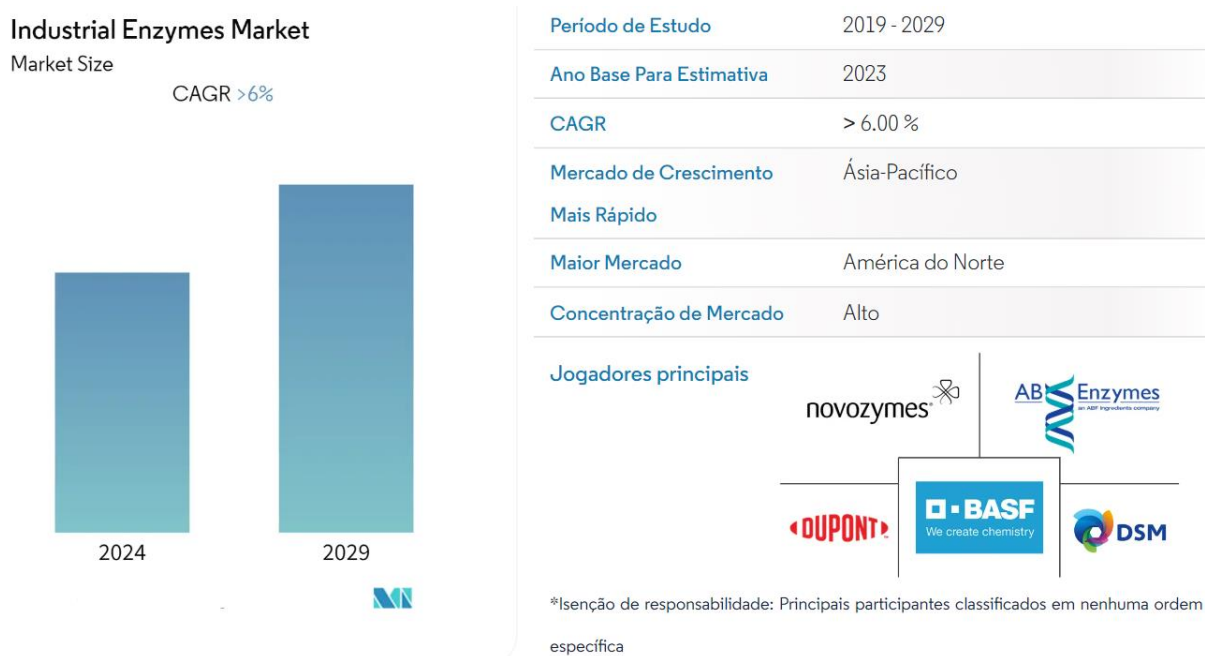 Industrial Enzymes Market
Market Size
CAGR >6%
2024
2029
Período de Estudo
2019 - 2029
Ano Base Para Estimativa
2023
CAGR
> 6.00 %
Mercado de Crescimento
Mais Rápido
Ásia-Pacífico
Maior Mercado
América do Norte
Concentração de Mercado
Alto
Jogadores principais
novozymes
AB Enzymes
an ABF Ingredients company
DUPONT
BASF
We create chemistry
DSM
*Isenção de responsabilidade: Principais participantes classificados em nenhuma ordem
específica